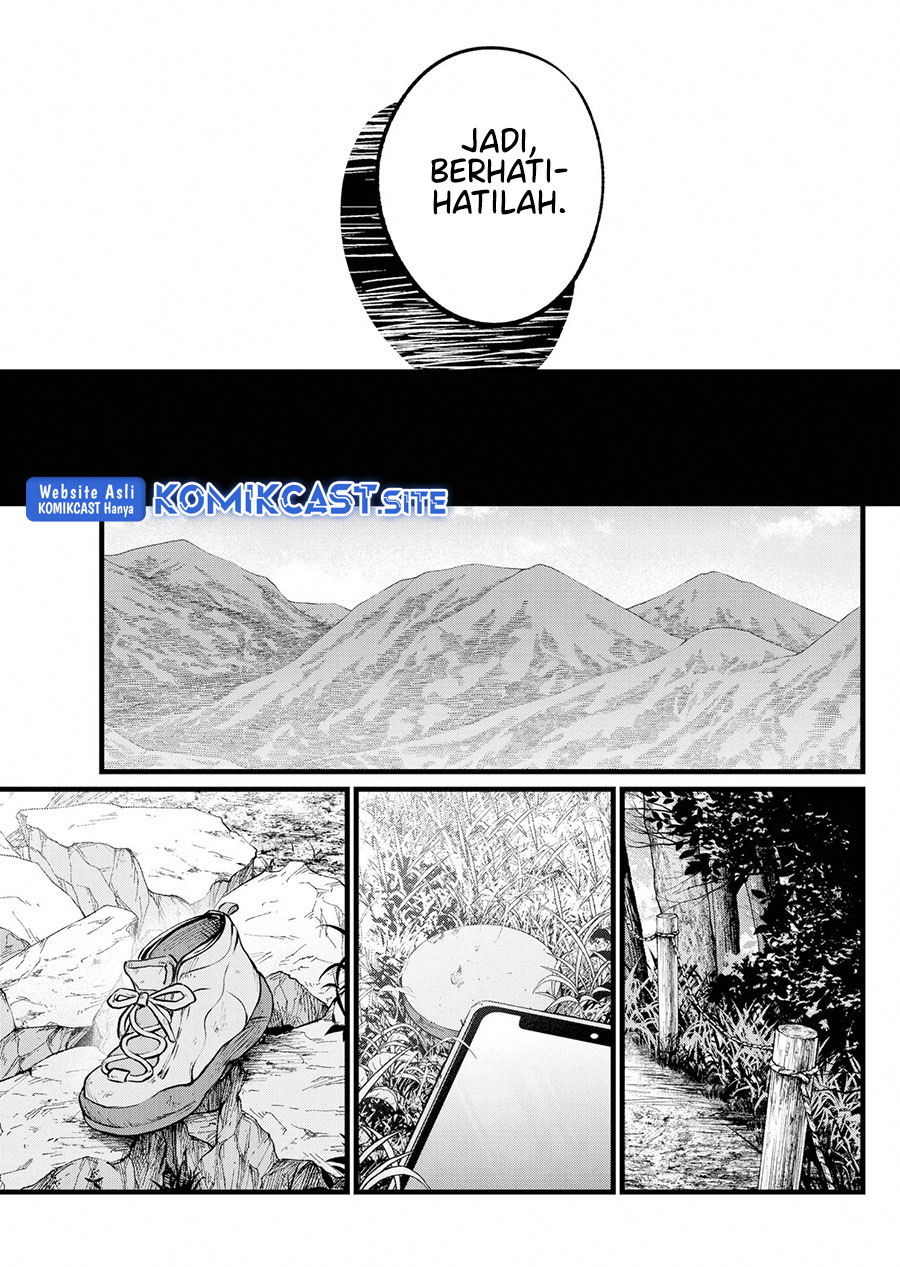 JADI,
BERHATI-
HATILAH.
Website Asli
KOMIKCAST Hanya
KOMIKCAST.SITE